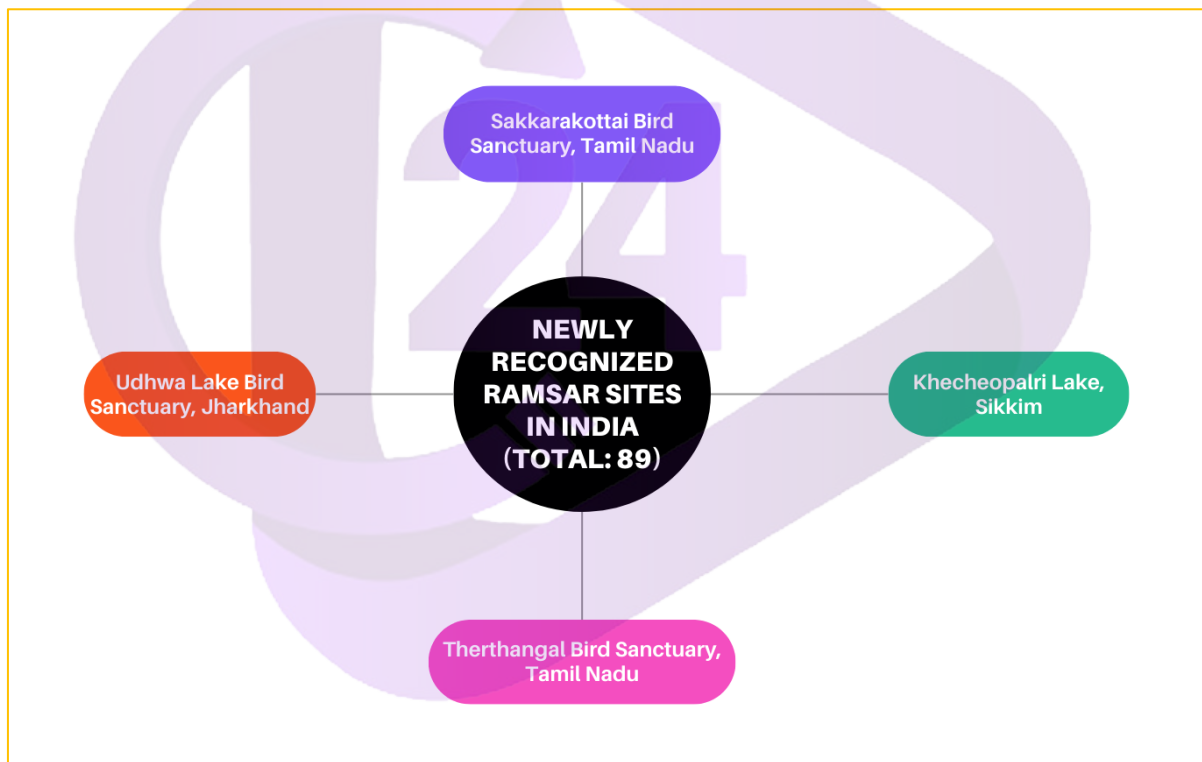 24
Sakkarakottai Bird
Sanctuary, Tamil Nadu
NEWLY
RECOGNIZED
RAMSAR SITES
IN INDIA
(TOTAL: 89)
Udhwa Lake Bird
Sanctuary, Jharkhand
Khecheopalri Lake,
Sikkim
Therthangal Bird Sanctuary,
Tamil Nadu